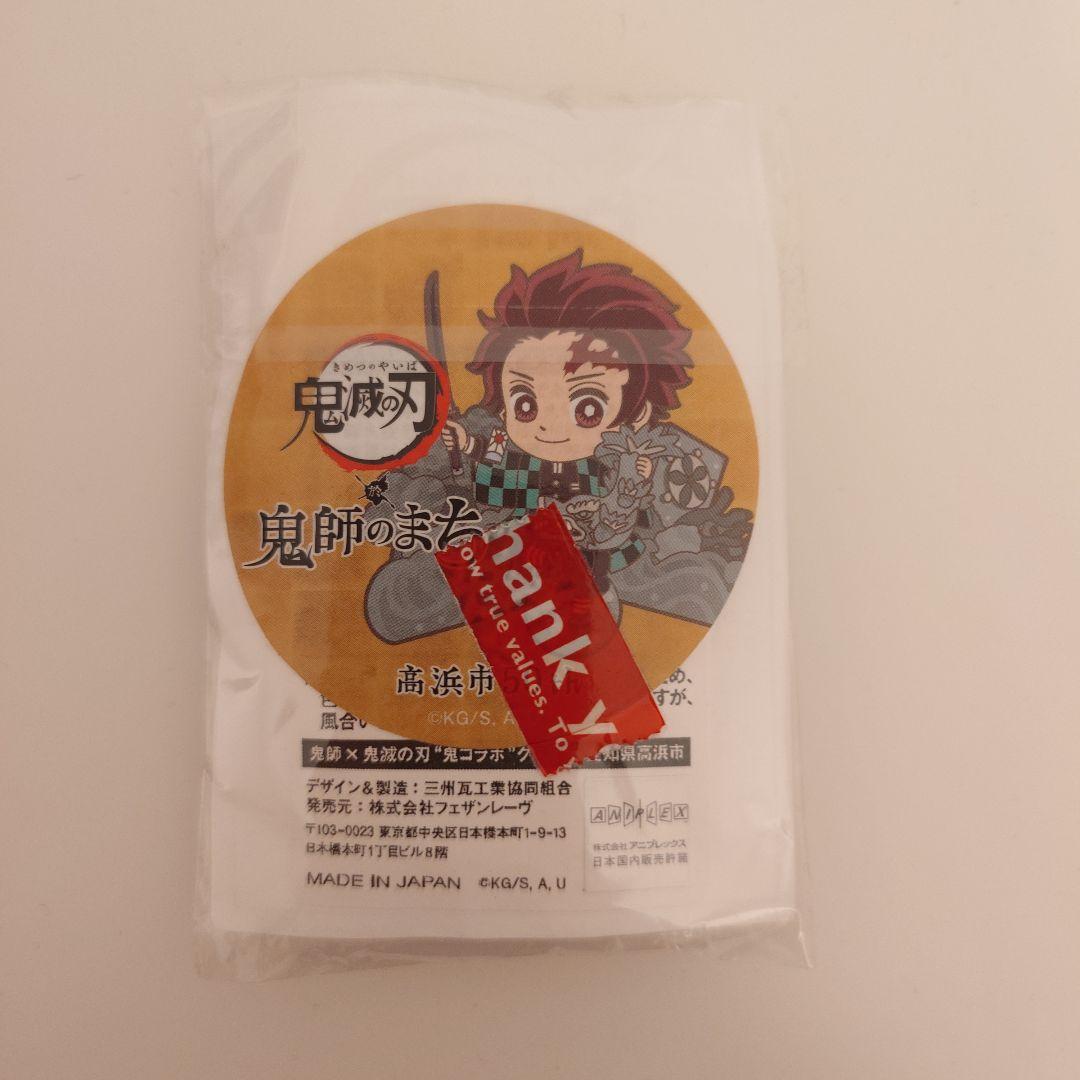 きめつのやいば
鬼滅の刃
於
鬼師のまち
高浜市
©KG/S, A,
hank y
ow true values. To
め、
すが、
風合い
鬼師×鬼滅の刃“鬼コラボ”グ
知県高浜市
デザイン&製造：三州瓦工業協同組合
発売元：株式会社フェザンレーヴ
〒103-0023 東京都中央区日本橋本町1-9-13
日本橋本町1丁目ビル8階
MADE IN JAPAN ©KG/S, A, U
ANIPLEX
株式会社アニプレックス
日本国内販売許諾